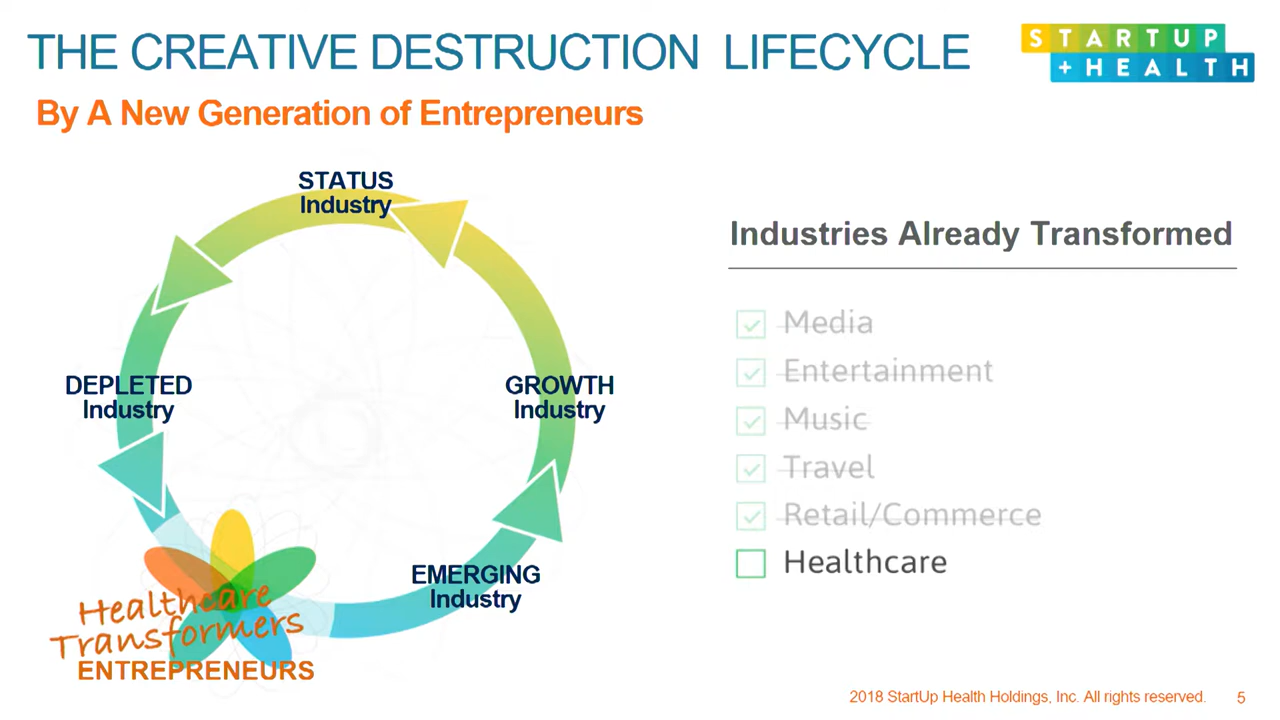 THE CREATIVE DESTRUCTION LIFECYCLE
STARTUP
+HEALTH
By A New Generation of Entrepreneurs
STATUS
Industry
DEPLETED
Industry
GROWTH
Industry
EMERGING
Industry
Healthcare
Transformers
ENTREPRENEURS
Industries Already Transformed
Media
Entertainment
Music
Travel
Retail/Commerce
Healthcare
2018 StartUp Health Holdings, Inc. All rights reserved.
5